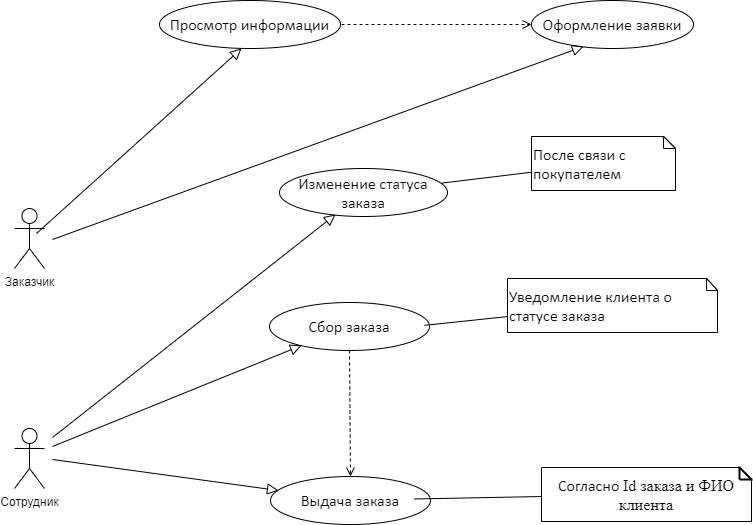 Просмотр информации
Оформление заявки
После связи с
покупателем
Изменение статуса
заказа
Заказчик
Уведомление клиента о
статусе заказа
Сбор заказа
Сотрудник
Выдача заказа
Согласно Id заказа и ФИО
клиента